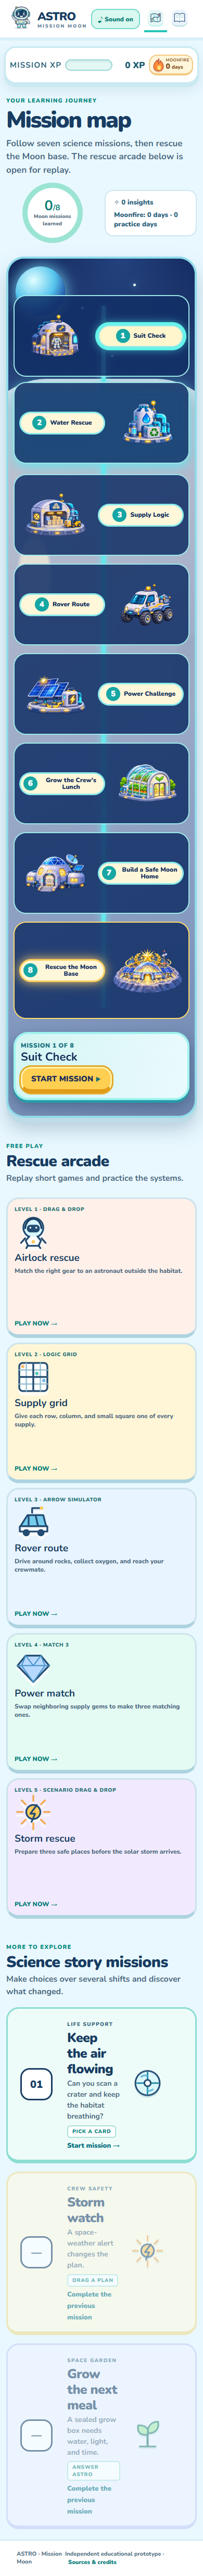 ASTRO
MISSION MOON
Sound on
MISSION XP
0 XP
MOONFIRE
0 days
YOUR LEARNING JOURNEY
Mission map
Follow seven science missions, then rescue
the Moon base. The rescue arcade below is
open for replay.
0/8
Moon missions
learned
✧ 0 insights
Moonfire: 0 days · 0
practice days
1 Suit Check
2 Water Rescue
3 Supply Logic
4 Rover Route
5 Power Challenge
6 Grow the Crew's
Lunch
7 Build a Safe Moon
Home
8 Rescue the Moon
Base
MISSION 1 OF 8
Suit Check
START MISSION ▸
FREE PLAY
Rescue arcade
Replay short games and practice the systems.
LEVEL 1 · DRAG & DROP
Airlock rescue
Match the right gear to an astronaut outside the habitat.
PLAY NOW →
LEVEL 2 · LOGIC GRID
Supply grid
Give each row, column, and small square one of every
supply.
PLAY NOW →
LEVEL 3 · ARROW SIMULATOR
Rover route
Drive around rocks, collect oxygen, and reach your
crewmate.
PLAY NOW →
LEVEL 4 · MATCH 3
Power match
Swap neighboring supply gems to make three matching
ones.
PLAY NOW →
LEVEL 5 · SCENARIO DRAG & DROP
Storm rescue
Prepare three safe places before the solar storm arrives.
PLAY NOW →
MORE TO EXPLORE
Science story missions
Make choices over several shifts and discover
what changed.
01
LIFE SUPPORT
Keep
the air
flowing
Can you scan a
crater and keep
the habitat
breathing?
PICK A CARD
Start mission →
—
CREW SAFETY
Storm
watch
A space-
weather alert
changes the
plan.
DRAG A PLAN
Complete the
previous
mission
—
SPACE GARDEN
Grow
the next
meal
A sealed grow
box needs
water, light,
and time.
ANSWER
ASTRO
Complete the
previous
mission
ASTRO · Mission
Moon
Independent educational prototype ·
Sources & credits